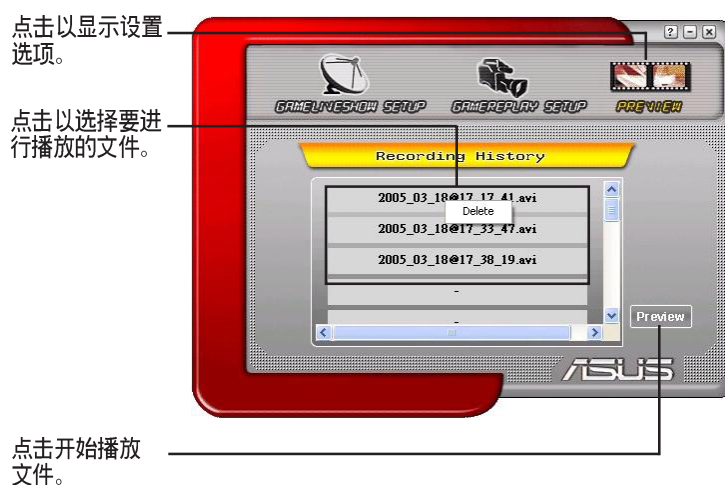 点击以显示设置
选项。
? - ×
GAMELIVESHOW SETUP
GAMEREPLAY SETUP
PREVIEW
点击以选择要进
行播放的文件。
Recording History
2005_03_18@17_17_41.avi
Delete
2005_03_18@17_33_47.avi
2005_03_18@17_38_19.avi
-
-
Preview
ASUS
点击开始播放
文件。